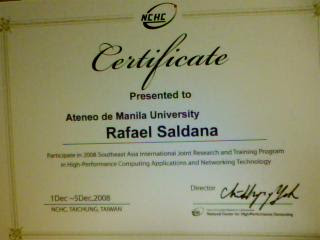 NCHC
Certificate
Presented to
Ateneo de Manila University
Rafael Saldana
Participate in 2008 Southeast Asia International Joint Research and Training Program
in High-Performance Computing Applications and Networking Technology
Director
1Dec ~5Dec,2008
NCHC, TAICHUNG, TAIWAN
National Center for High-Performance Computing